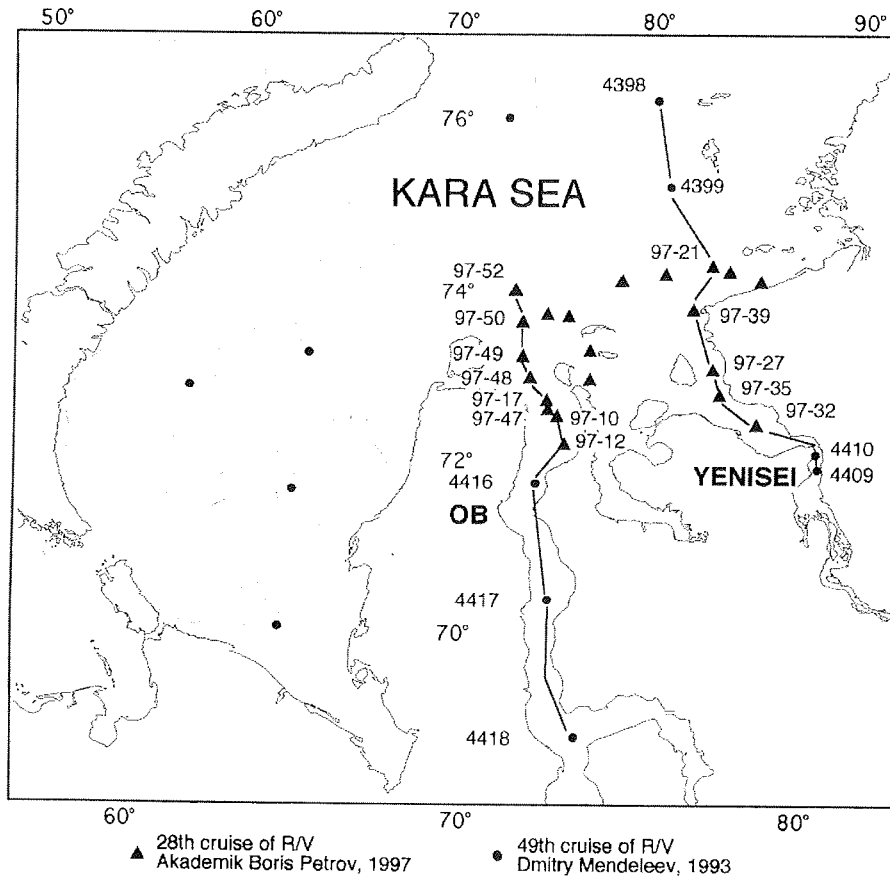 50° 60° 70° 80° 90°
4398
76°
KARA SEA
4399
97-21
97-52
74°
97-50
97-39
97-49
97-27
97-48
97-35
97-17
97-47 97-10
97-32
97-12
4410
72°
4409
4416
YENISEI
OB
4417
70°
4418
60° 70° 80°
28th cruise of R/V
Akademik Boris Petrov, 1997
49th cruise of R/V
Dmitry Mendeleev, 1993